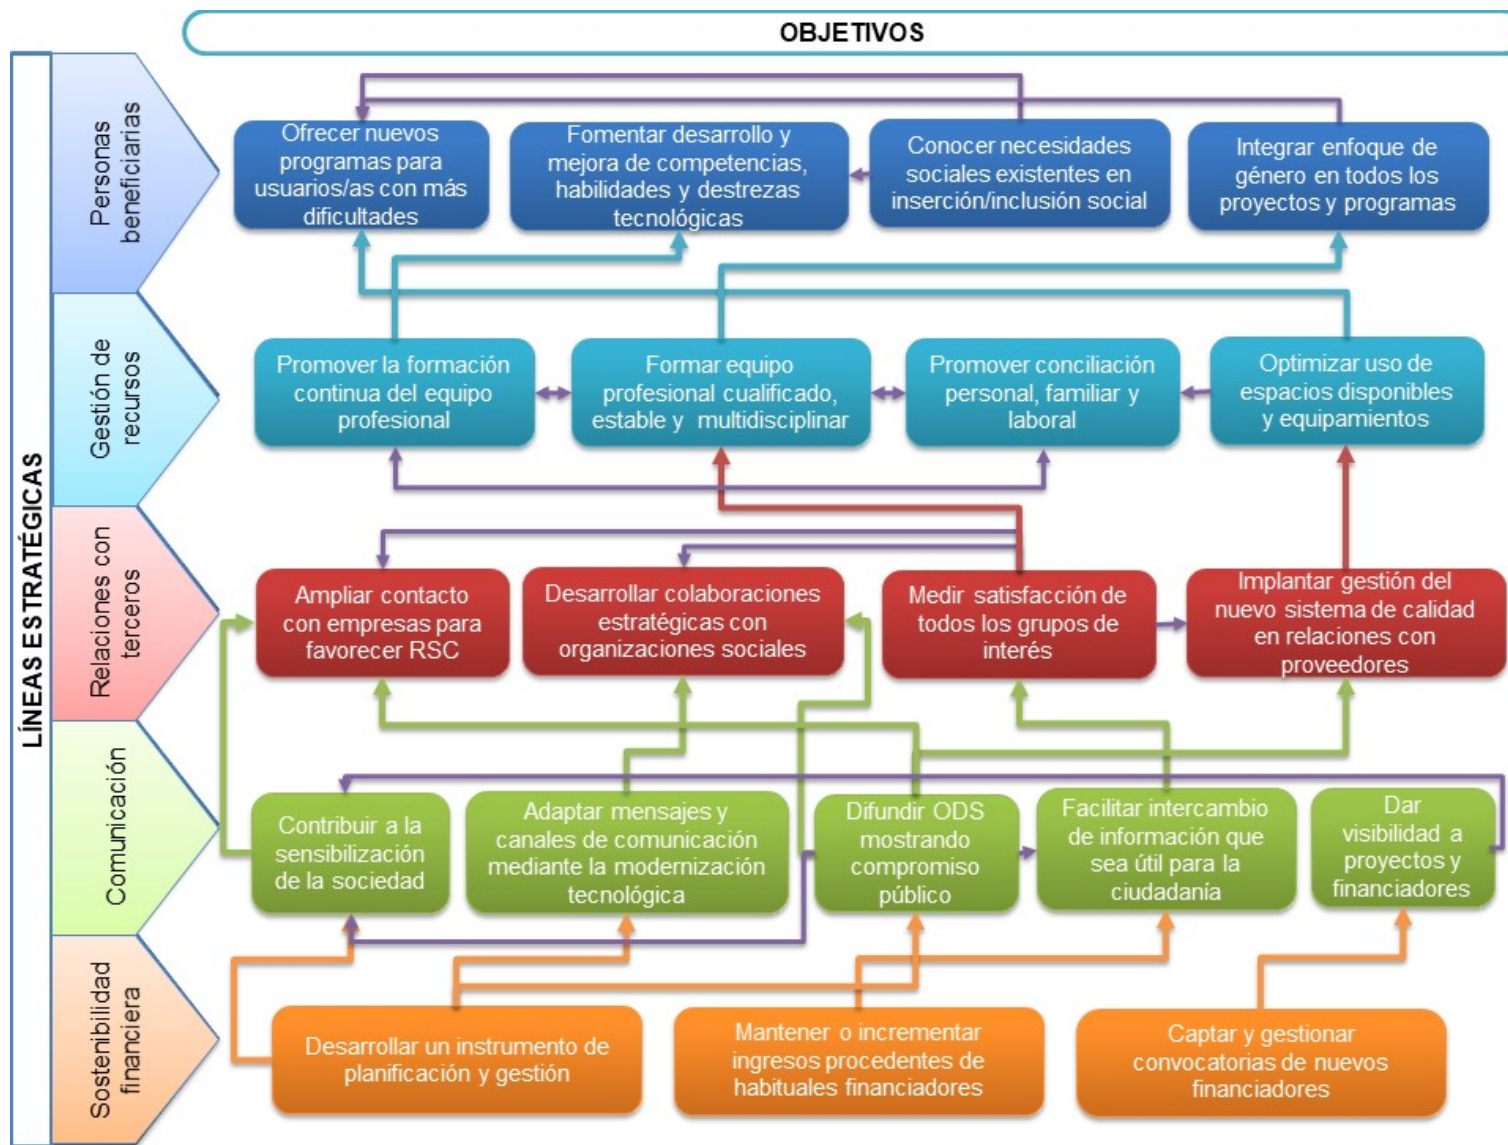 OBJETIVOS
LÍNEAS ESTRATÉGICAS
Personas
beneficiarias
Ofrecer nuevos
programas para
usuarios/as con más
dificultades
Fomentar desarrollo y
mejora de competencias,
habilidades y destrezas
tecnológicas
Conocer necesidades
sociales existentes en
inserción/inclusión social
Integrar enfoque de
género en todos los
proyectos y programas
Gestión de
recursos
Promover la formación
continua del equipo
profesional
Formar equipo
profesional cualificado,
estable y multidisciplinar
Promover conciliación
personal, familiar y
laboral
Optimizar uso de
espacios disponibles
y equipamientos
Relaciones con
terceros
Ampliar contacto
con empresas para
favorecer RSC
Desarrollar colaboraciones
estratégicas con
organizaciones sociales
Medir satisfacción de
todos los grupos de
interés
Implantar gestión del
nuevo sistema de calidad
en relaciones con
proveedores
Comunicación
Contribuir a la
sensibilización
de la sociedad
Adaptar mensajes y
canales de comunicación
mediante la modernización
tecnológica
Difundir ODS
mostrando
compromiso
público
Facilitar intercambio
de información que
sea útil para la
ciudadanía
Dar
visibilidad a
proyectos y
financiadores
Sostenibilidad
financiera
Desarrollar un instrumento de
planificación y gestión
Mantener o incrementar
ingresos procedentes de
habituales financiadores
Captar y gestionar
convocatorias de nuevos
financiadores